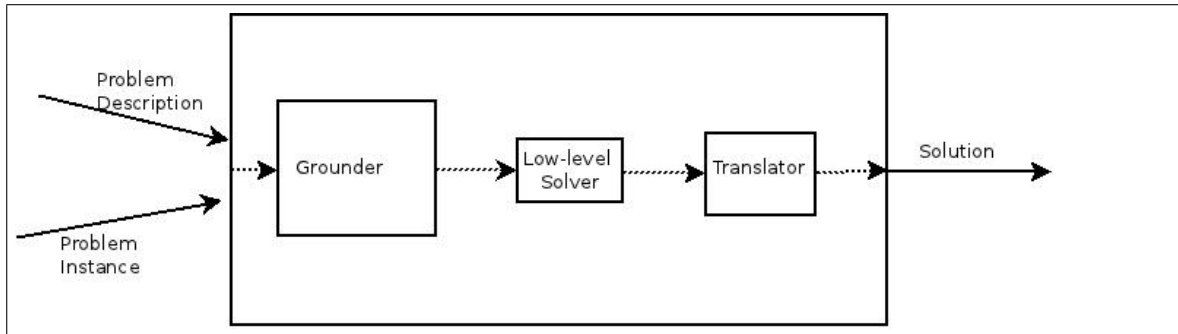 Problem
Description
Problem
Instance
Grounder
Low-level
Solver
Translator
Solution